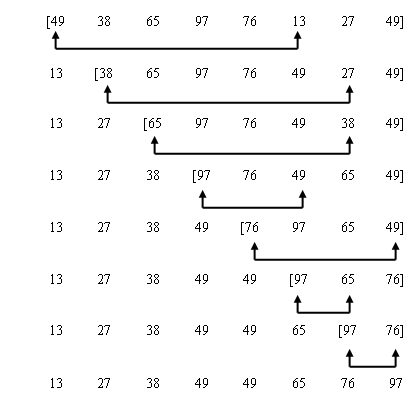 [49 38 65 97 76 13 27 49]
13 [38 65 97 76 49 27 49]
13 27 [65 97 76 49 38 49]
13 27 38 [97 76 49 65 49]
13 27 38 49 [76 97 65 49]
13 27 38 49 49 [97 65 76]
13 27 38 49 49 65 [97 76]
13 27 38 49 49 65 76 97